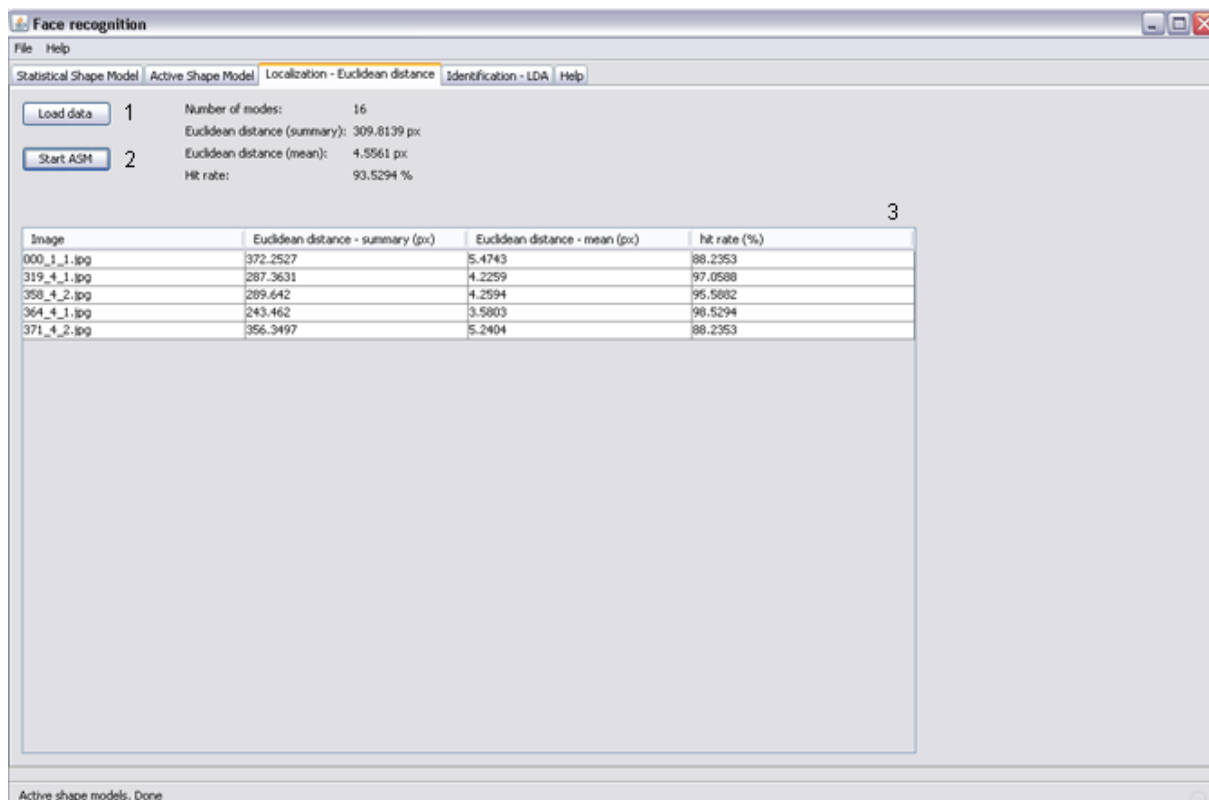 Face recognition
File Help
Statistical Shape Model Active Shape Model Localization - Euclidean distance Identification - LDA Help
Load data 1 Number of modes: 16
Euclidean distance (summary): 309.8139 px
Start ASM 2 Euclidean distance (mean): 4.5561 px
Hit rate: 93.5294 %
3
Image Euclidean distance - summary (px) Euclidean distance - mean (px) hit rate (%)
000_1_1.jpg 372.2527 5.4743 88.2353
319_4_1.jpg 287.3631 4.2259 97.0588
358_4_2.jpg 289.642 4.2594 95.5882
364_4_1.jpg 243.462 3.5803 98.5294
371_4_2.jpg 356.3497 5.2404 88.2353
Active shape models. Done